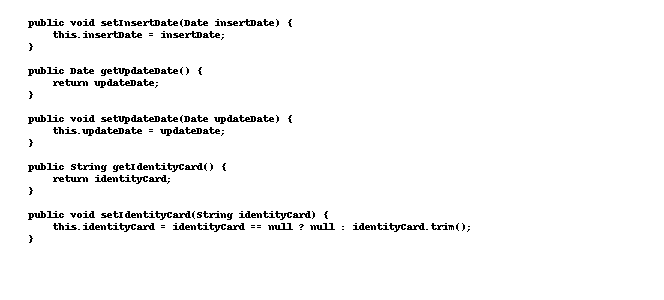 public void setInsertDate(Date insertDate) {
    this.insertDate = insertDate;
}

public Date getUpdateDate() {
    return updateDate;
}

public void setUpdateDate(Date updateDate) {
    this.updateDate = updateDate;
}

public String getIdentityCard() {
    return identityCard;
}

public void setIdentityCard(String identityCard) {
    this.identityCard = identityCard == null ? null : identityCard.trim();
}